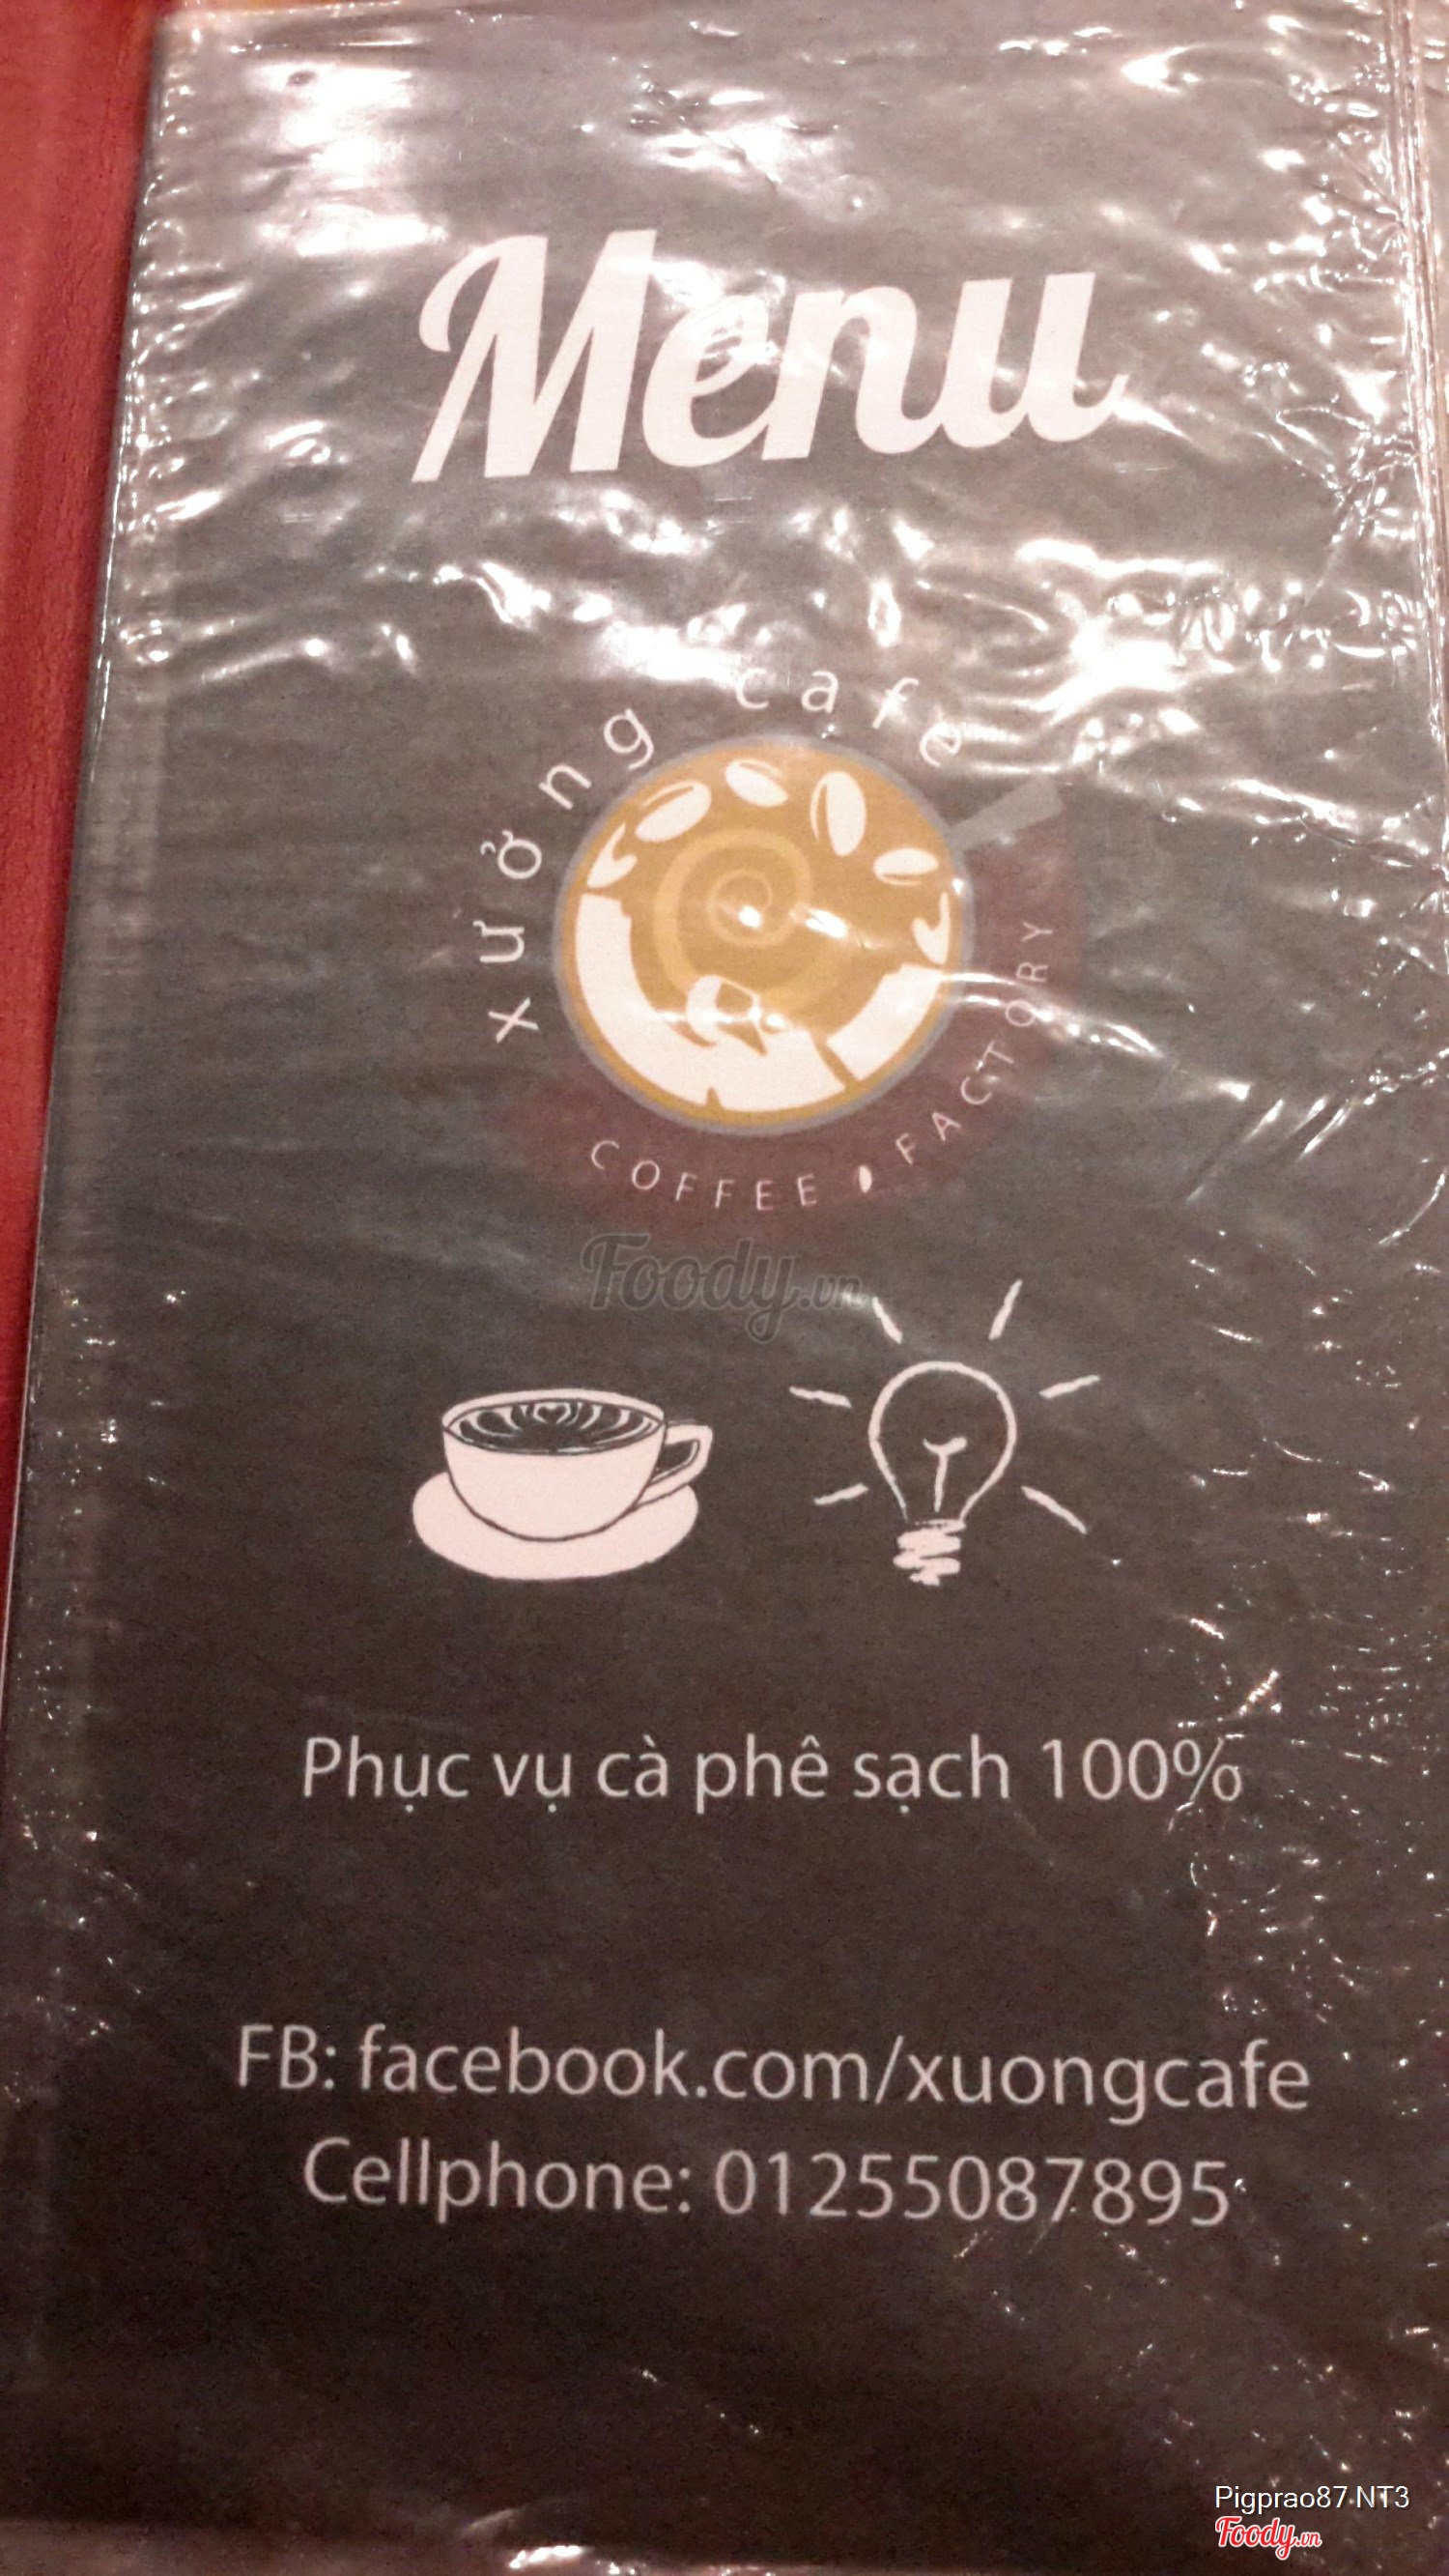 Menu
xưởng cafe
COFFEE FACTORY
Foody.vn
Phục vụ cà phê sạch 100%
FB: facebook.com/xuongcafe
Cellphone: 01255087895
Pigprao87 NT3
Foody.vn